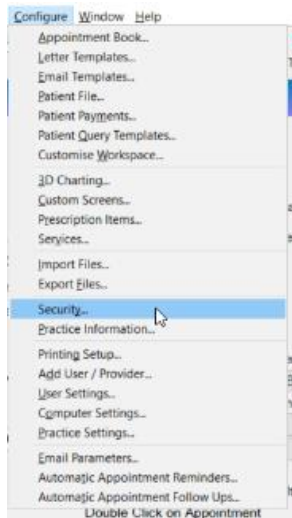 Configure Window Help
Appointment Book...
Letter Templates...
Email Templates...
Patient File...
Patient Payments...
Patient Query Templates...
Customise Workspace...
3D Charting...
Custom Screens...
Prescription Items...
Services...
Import Files...
Export Files...
Security...
Practice Information...
Printing Setup...
Add User / Provider...
User Settings...
Computer Settings...
Practice Settings...
Email Parameters...
Automatic Appointment Reminders...
Automatic Appointment Follow Ups...
Double Click on Appointment